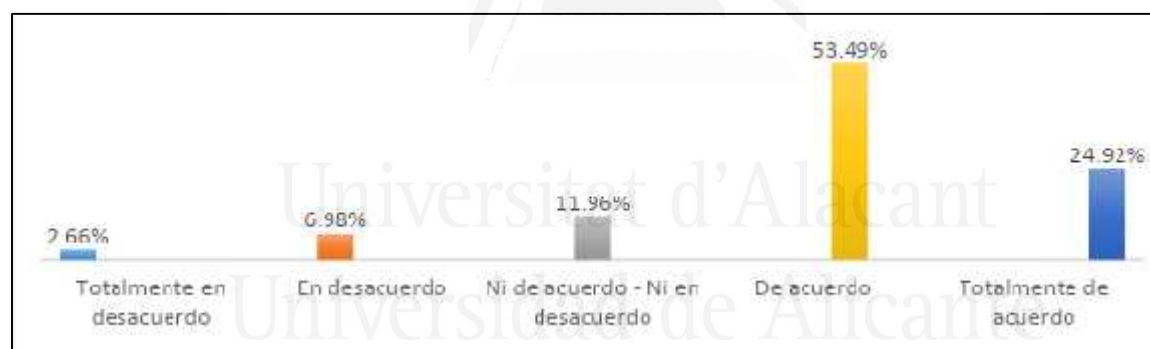 53.49%
24.92%
11.96%
6.98%
2.66%
Totalmente en desacuerdo
En desacuerdo
Ni de acuerdo - Ni en desacuerdo
De acuerdo
Totalmente de acuerdo
Universitat d'Alacant
Universidad de Alicante